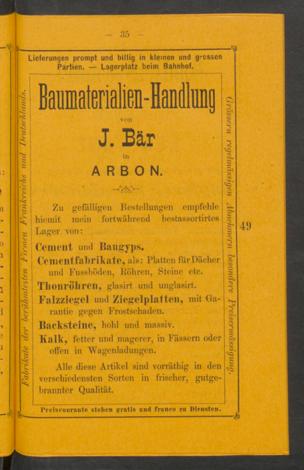 — 35 —
Lieferungen prompt und billig in kleinen und grossen
Partien. — Lagerplatz beim Bahnhof.
Baumaterialien-Handlung
von
J. Bär
in
ARBON.
Zu gefälligen Bestellungen empfehle
hiemit mein fortwährend bestassortirtes
Lager von:
Cement und Baugyps,
Cementfabrikate, als: Platten für Dächer
und Fussböden, Röhren, Steine etc.
Thonröhren, glasirt und unglasirt.
Falzziegel und Ziegelplatten, mit Ga-
rantie gegen Frostschaden.
Backsteine, hohl und massiv.
Kalk, fetter und magerer, in Fässern oder
offen in Wagenladungen.
Alle diese Artikel sind vorräthig in den
verschiedensten Sorten in frischer, gutge-
brannter Qualität.
Preiscourante stehen gratis und franco zu Diensten.
Fabrikate der berühmtesten Firmen Frankreichs und Deutschlands.
Grössern regelmässigen Abnehmern besondere Preisermässigung.
49